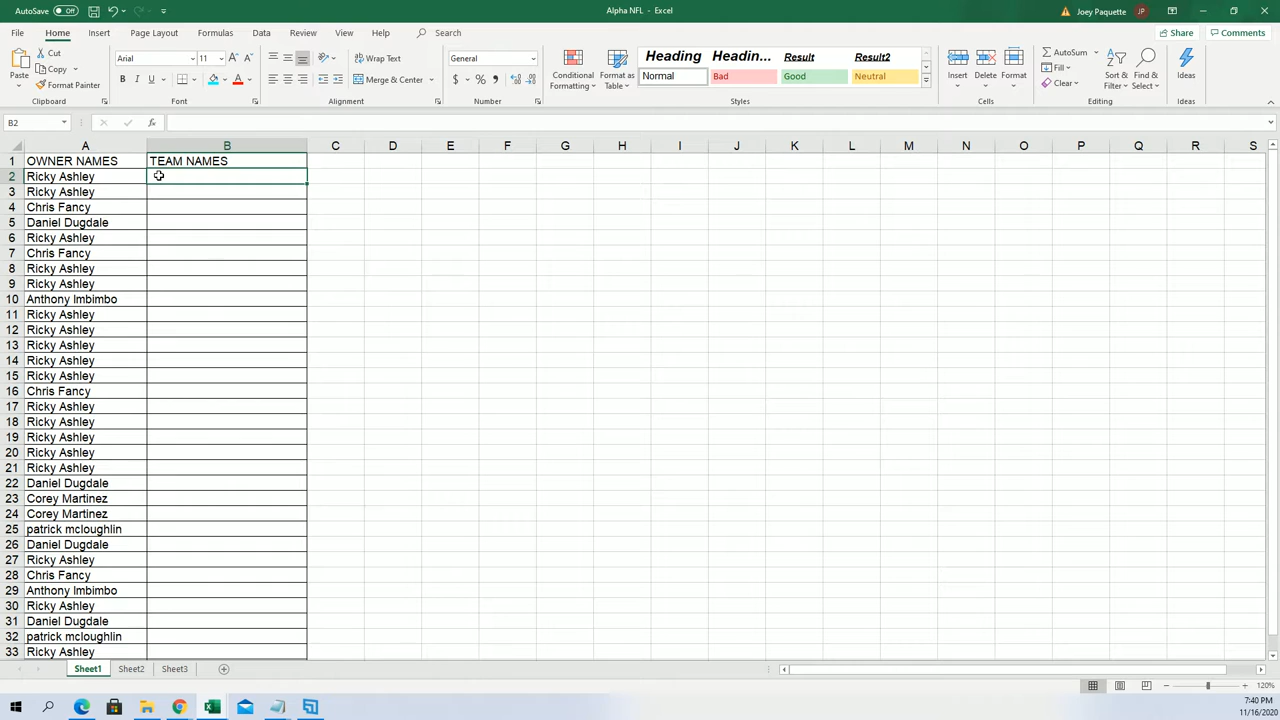 AutoSave Off
Alpha NFL - Excel
Joey Paquette JP
File Home Insert Page Layout Formulas Data Review View Help Search
Share Comments
Paste
Cut
Copy
Format Painter
Clipboard
Arial 11
B I U
Font
Wrap Text
Merge & Center
Alignment
General
$ % ,
Number
Conditional Formatting
Format as Table
Heading Headin... Result Result2
Normal Bad Good Neutral
Styles
Insert Delete Format
Cells
AutoSum
Fill
Clear
Sort & Filter
Find & Select
Editing
Ideas
Ideas
B2 fx
A B C D E F G H I J K L M N O P Q R S
1 OWNER NAMES TEAM NAMES
2 Ricky Ashley
3 Ricky Ashley
4 Chris Fancy
5 Daniel Dugdale
6 Ricky Ashley
7 Chris Fancy
8 Ricky Ashley
9 Ricky Ashley
10 Anthony Imbimbo
11 Ricky Ashley
12 Ricky Ashley
13 Ricky Ashley
14 Ricky Ashley
15 Ricky Ashley
16 Chris Fancy
17 Ricky Ashley
18 Ricky Ashley
19 Ricky Ashley
20 Ricky Ashley
21 Ricky Ashley
22 Daniel Dugdale
23 Corey Martinez
24 Corey Martinez
25 patrick mcloughlin
26 Daniel Dugdale
27 Ricky Ashley
28 Chris Fancy
29 Anthony Imbimbo
30 Ricky Ashley
31 Daniel Dugdale
32 patrick mcloughlin
33 Ricky Ashley
Sheet1 Sheet2 Sheet3
120%
7:40 PM
11/16/2020